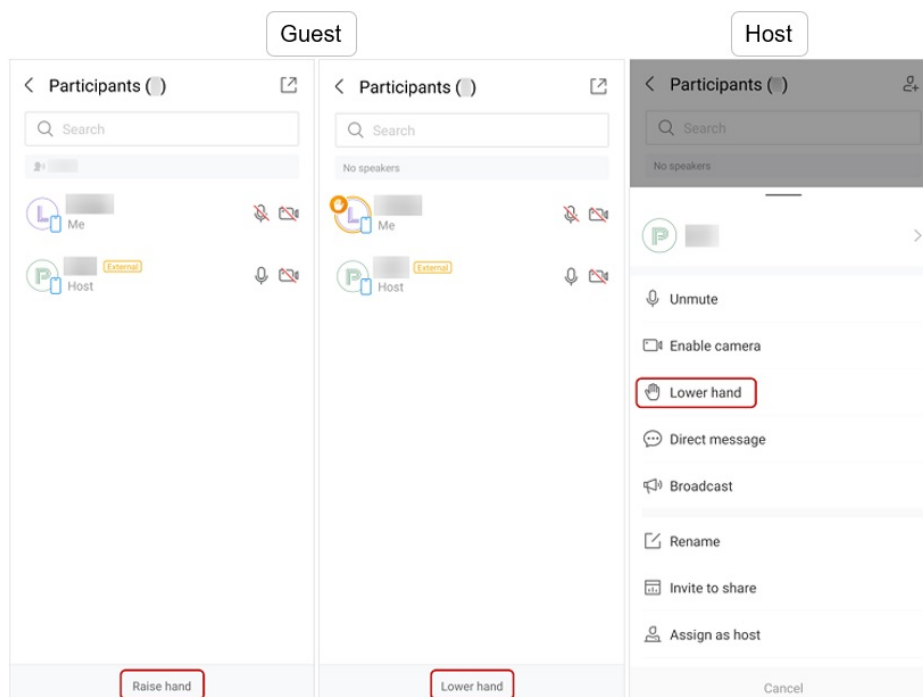 Guest
Participants ( )
Search
Me
External
Host
Raise hand
Participants ( )
Search
No speakers
Me
External
Host
Lower hand
Host
Participants ( )
Search
No speakers
Unmute
Enable camera
Lower hand
Direct message
Broadcast
Rename
Invite to share
Assign as host
Cancel